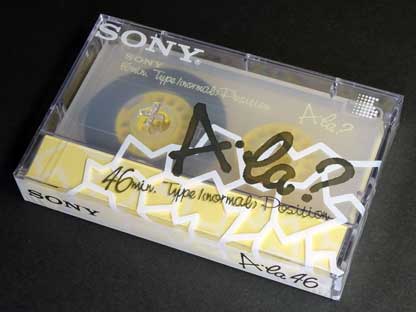 SONY®
SONY
46min. Type I(normal) Position
A·la?
A·la?
46min. Type I(normal) Position
SONY
A·la 46